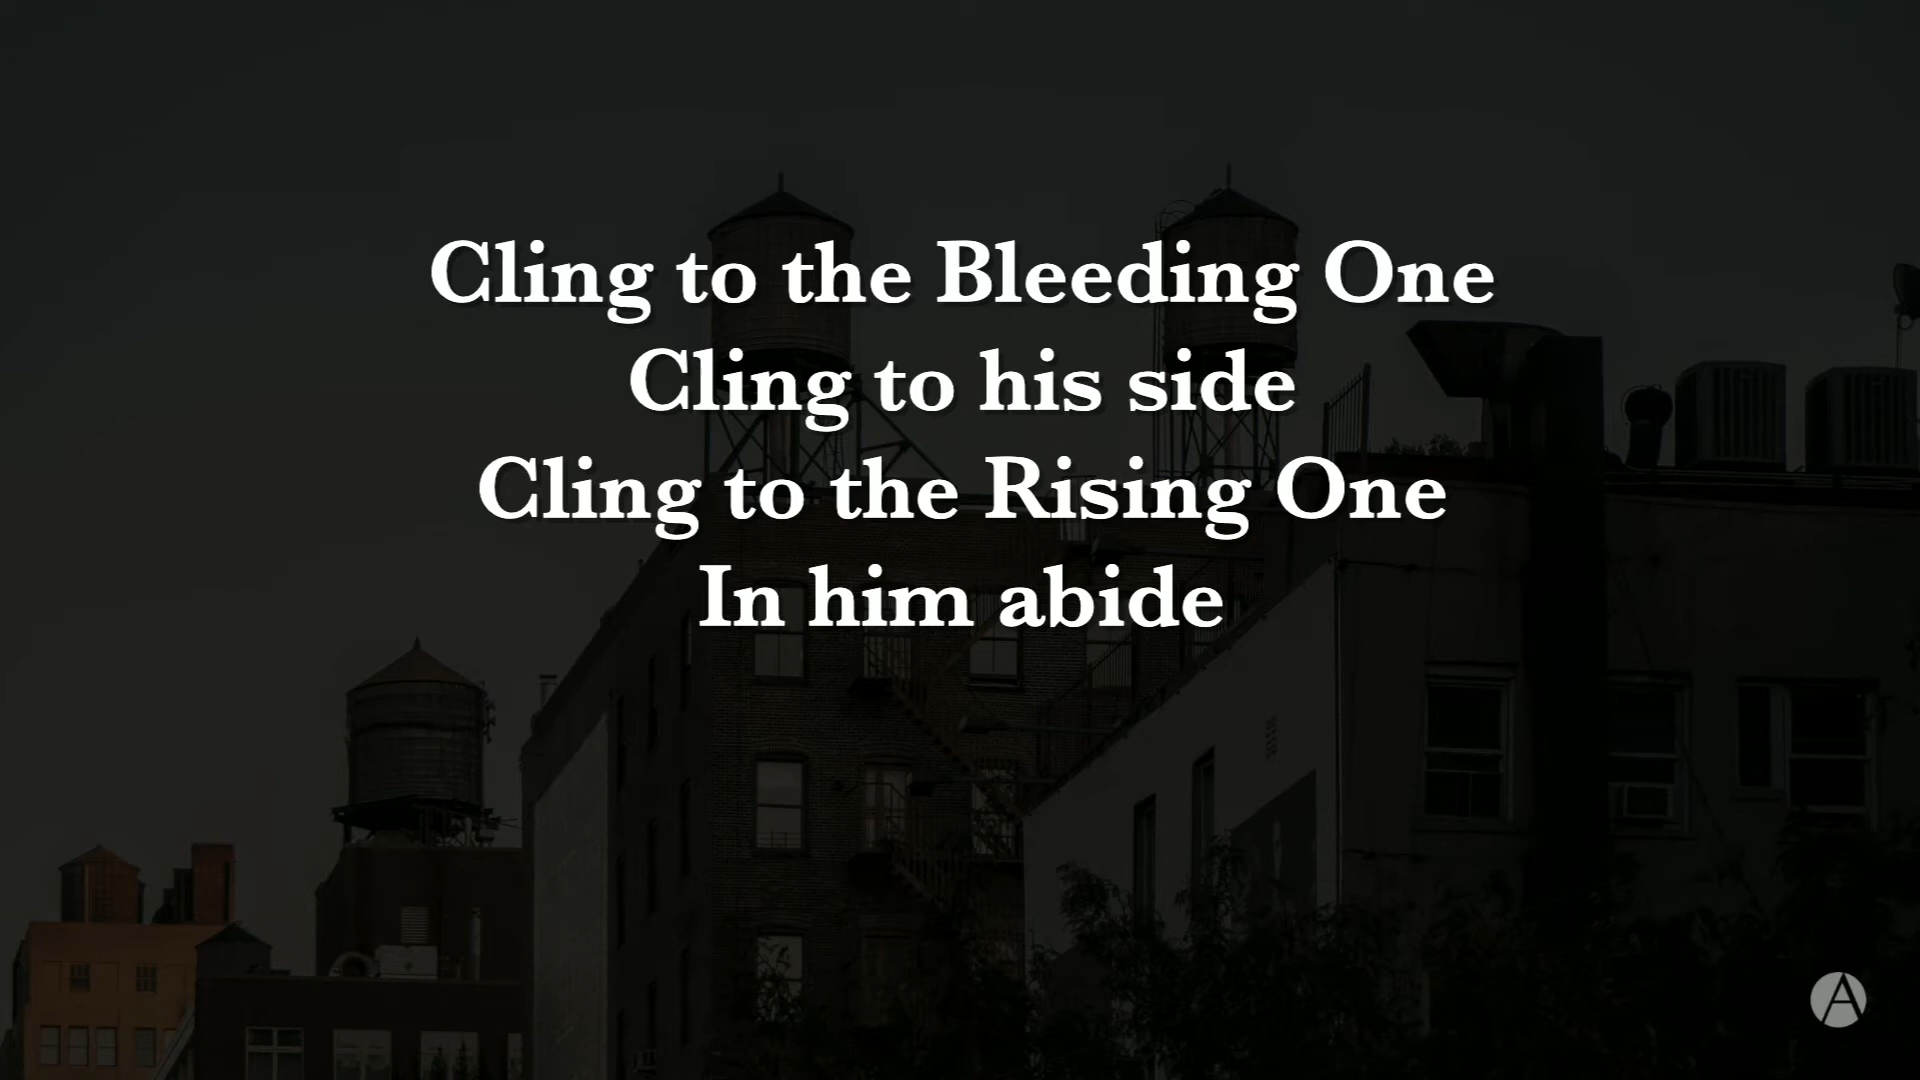 Cling to the Bleeding One
Cling to his side
Cling to the Rising One
In him abide
A